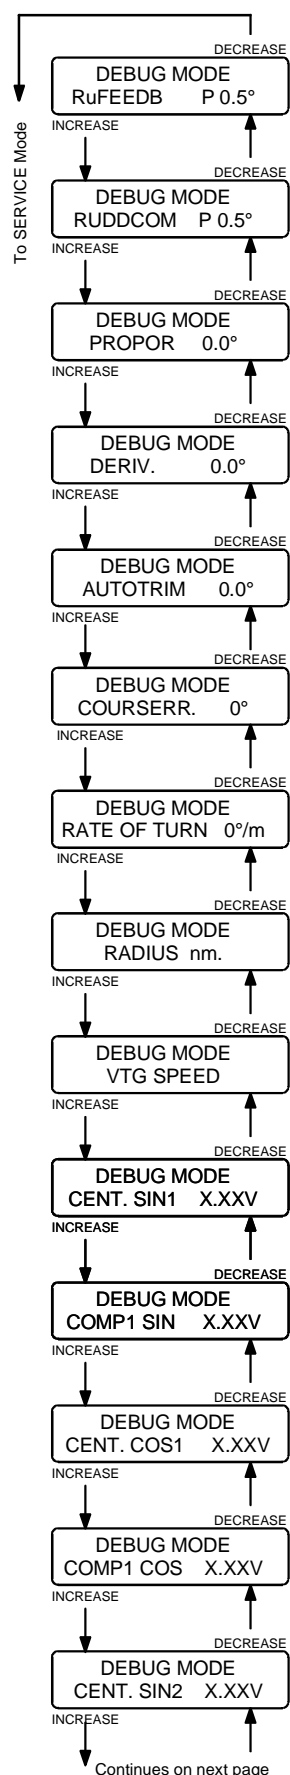 DECREASE
DEBUG MODE
RuFEEDB P 0.5°
INCREASE
To SERVICE Mode
DECREASE
DEBUG MODE
RUDDCOM P 0.5°
INCREASE
DECREASE
DEBUG MODE
PROPOR 0.0°
INCREASE
DECREASE
DEBUG MODE
DERIV. 0.0°
INCREASE
DECREASE
DEBUG MODE
AUTOTRIM 0.0°
INCREASE
DECREASE
DEBUG MODE
COURSERR. 0°
INCREASE
DECREASE
DEBUG MODE
RATE OF TURN 0°/m
INCREASE
DECREASE
DEBUG MODE
RADIUS nm.
INCREASE
DECREASE
DEBUG MODE
VTG SPEED
INCREASE
DECREASE
DEBUG MODE
CENT. SIN1 X.XXV
INCREASE
DECREASE
DEBUG MODE
COMP1 SIN X.XXV
INCREASE
DECREASE
DEBUG MODE
CENT. COS1 X.XXV
INCREASE
DECREASE
DEBUG MODE
COMP1 COS X.XXV
INCREASE
DECREASE
DEBUG MODE
CENT. SIN2 X.XXV
INCREASE
Continues on next page